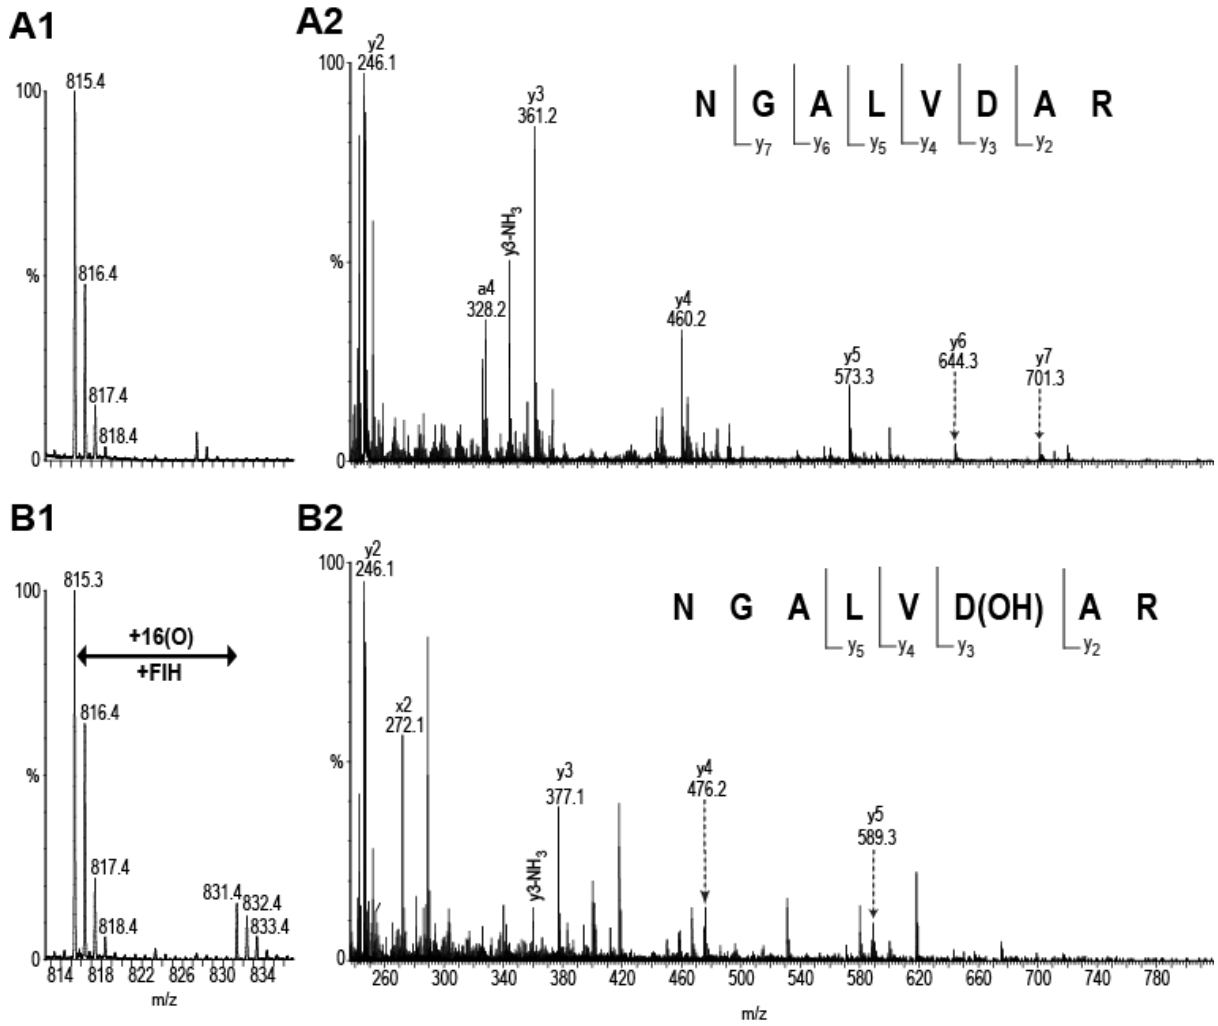 A1
815.4
100
816.4
%
817.4
818.4
0
A2
y2
100
246.1
y3
361.2
y3-NH3
%
a4
328.2
y4
460.2
y5
573.3
y6
644.3
y7
701.3
0
N G A L V D A R
y7 y6 y5 y4 y3 y2
B1
815.3
100
+16(O)
+FIH
816.4
%
817.4
818.4
831.4
832.4
833.4
0
814 818 822 826 830 834
m/z
B2
y2
100
246.1
x2
272.1
%
y3
377.1
y3-NH3
y4
476.2
y5
589.3
0
N G A L V D(OH) A R
y5 y4 y3 y2
260 300 340 380 420 460 500 540 580 620 660 700 740 780
m/z